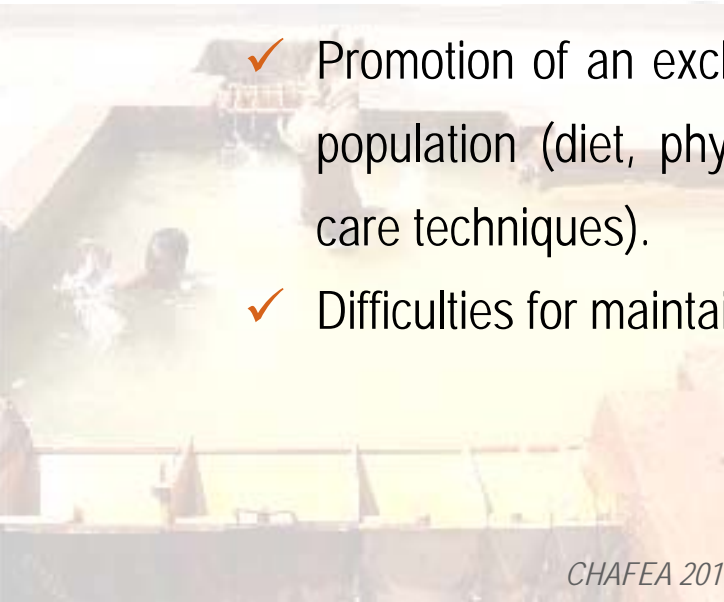 ✓ Promotion of an excl
population (diet, phy
care techniques).
✓ Difficulties for maintai
CHAFEA 201